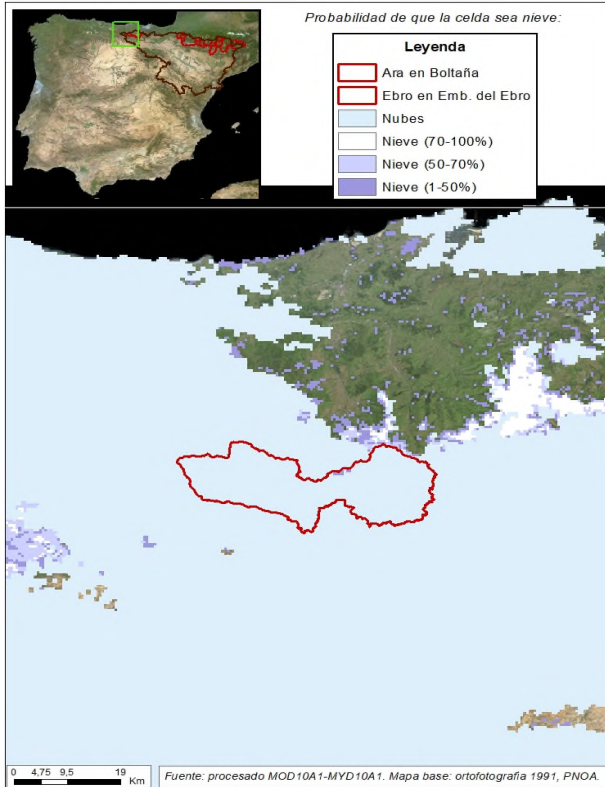 Probabilidad de que la celda sea nieve:
Leyenda
Ara en Boltaña
Ebro en Emb. del Ebro
Nubes
Nieve (70-100%)
Nieve (50-70%)
Nieve (1-50%)
0 4,75 9,5 19
Km
Fuente: procesado MOD10A1-MYD10A1. Mapa base: ortofotografía 1991, PNOA.